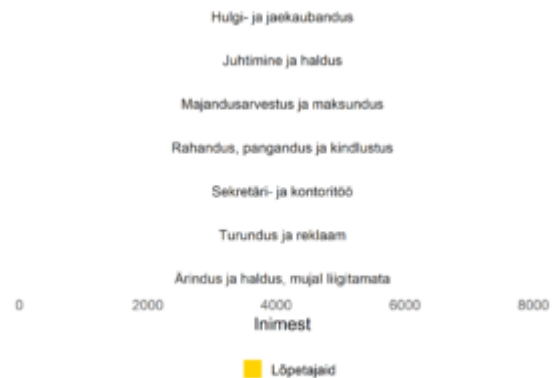 Hulgi- ja jaekaubandus
Juhtimine ja haldus
Majandusarvestus ja maksundus
Rahandus, pangandus ja kindlustus
Sekretäri- ja kontoritöö
Turundus ja reklaam
Ärindus ja haldus, mujal liigitamata
0 2000 4000 6000 8000
Inimest
Lõpetajaid